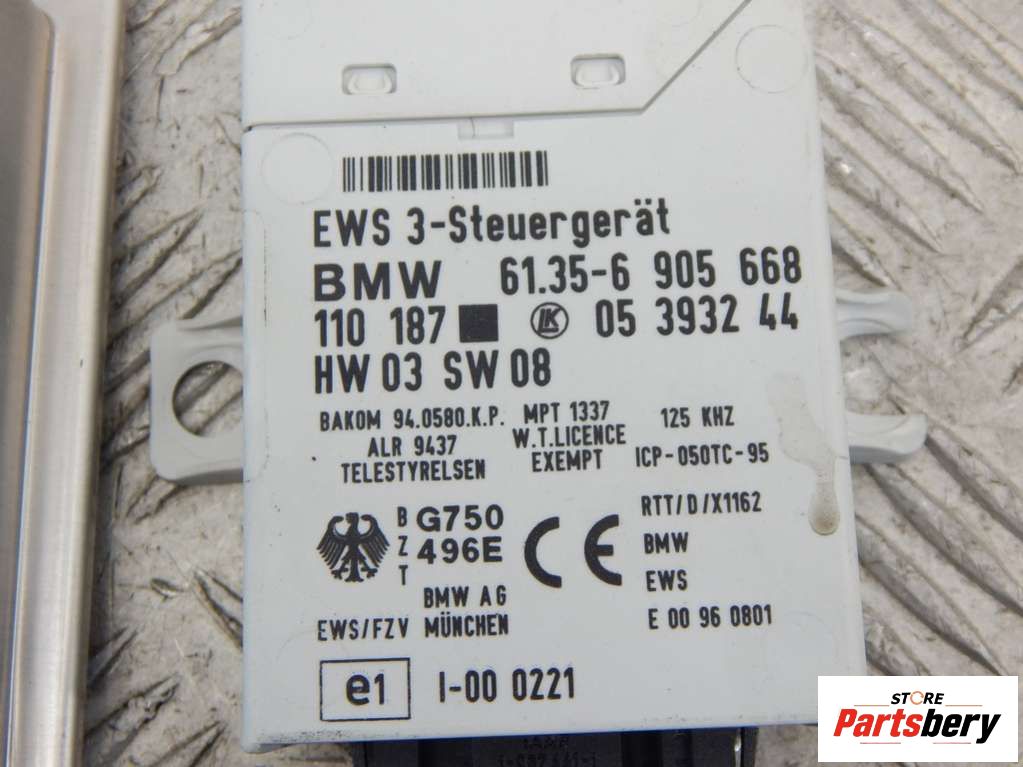 EWS 3-Steuergerät
BMW 61.35-6 905 668
110 187 LK 05 3932 44
HW 03 SW 08
BAKOM 94.0580.K.P. MPT 1337 125 KHZ
ALR 9437 W.T.LICENCE
TELESTYRELSEN EXEMPT ICP-050TC-95
RTT/D/X1162
BZT G750
496E
BMW
EWS
BMW AG
EWS/FZV MÜNCHEN
E 00 96 0801
e1 I-00 0221
STORE
Partsbery